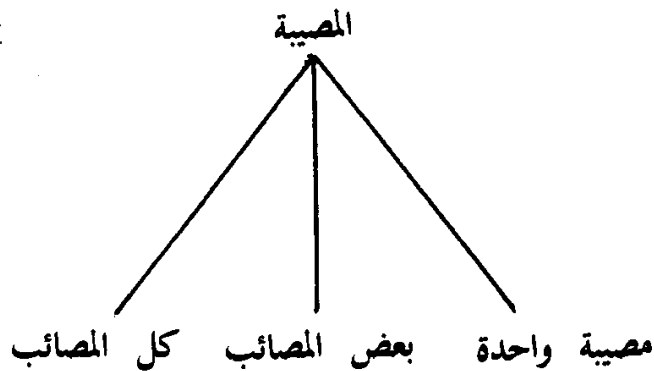 المصيبة
مصيبة واحدة بعض المصائب كل المصائب